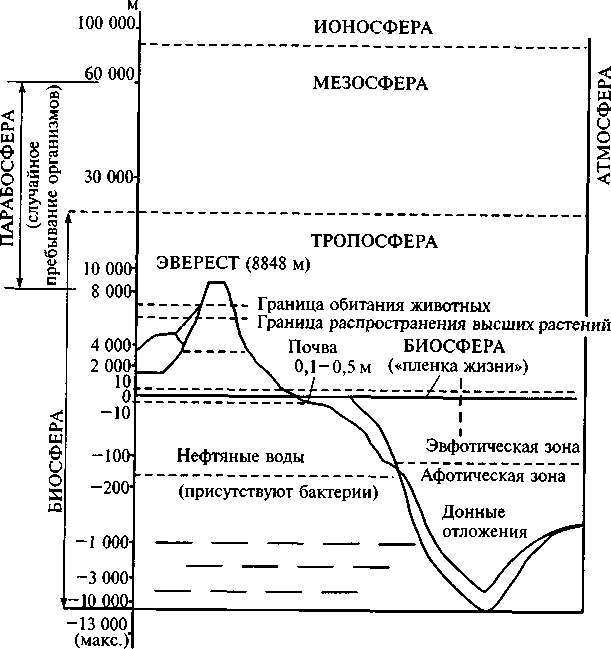 м
100 000
ИОНОСФЕРА
60 000
МЕЗОСФЕРА
АТМОСФЕРА
ПАРАБОСФЕРА
(случайное
пребывание организмов)
30 000
ТРОПОСФЕРА
10 000
ЭВЕРЕСТ (8848 м)
8 000
Граница обитания животных
Граница распространения высших растений
4 000
Почва
0,1−0,5 м
БИОСФЕРА
(«пленка жизни»)
2 000
10
0
−10
БИОСФЕРА
Эвфотическая зона
−100
Нефтяные воды
Афотическая зона
−200
(присутствуют бактерии)
Донные
отложения
−1 000
−3 000
−10 000
−13 000
(макс.)